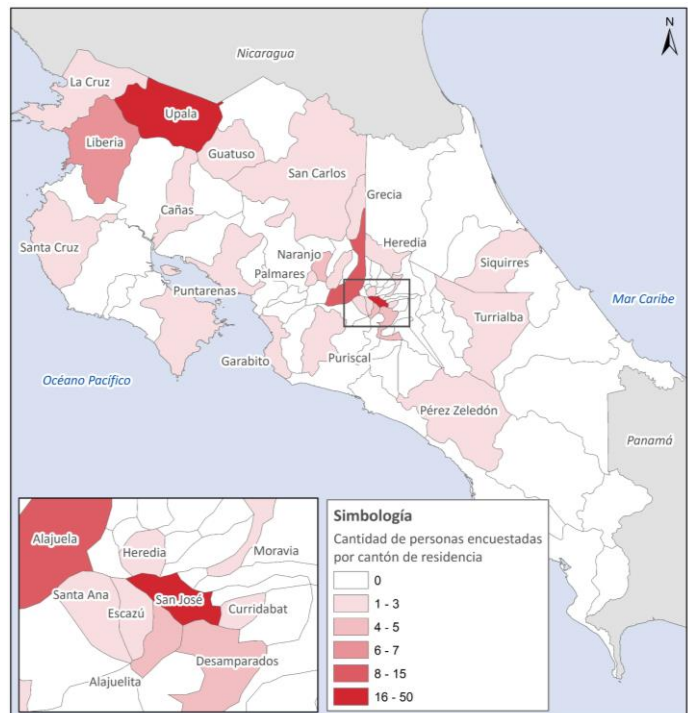 Nicaragua
N
La Cruz
Upala
Liberia
Guatuso
San Carlos
Grecia
Cañas
Santa Cruz
Naranjo
Heredia
Palmares
Siquirres
Puntarenas
Mar Caribe
Turrialba
Garabito
Puriscal
Océano Pacífico
Pérez Zeledón
Panamá
Alajuela
Heredia
Moravia
Santa Ana
San José
Escazú
Curridabat
Desamparados
Alajuelita
Simbología
Cantidad de personas encuestadas
por cantón de residencia
0
1 - 3
4 - 5
6 - 7
8 - 15
16 - 50